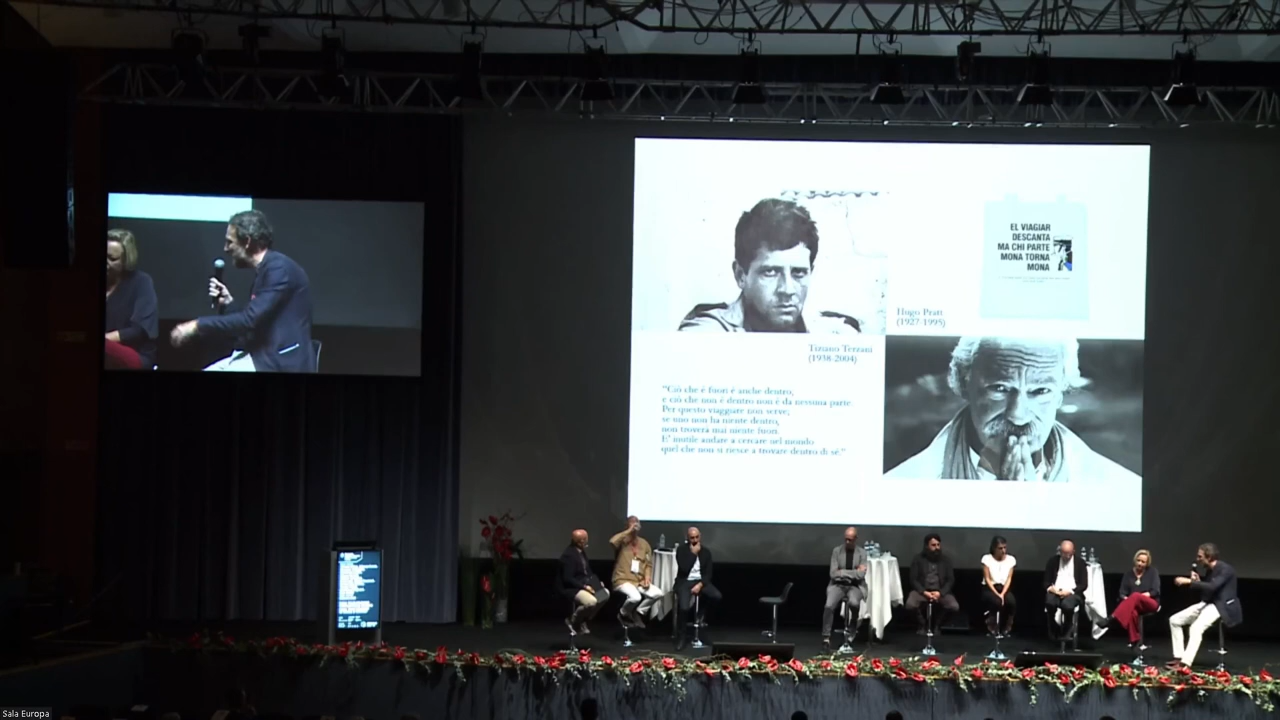 EL VIAGIAR
DESCANTA
MA CHI PARTE
MONA TORNA
MONA
Hugo Pratt
(1927-1995)
Tiziano Terzani
(1938-2004)
"Ciò che è fuori è anche dentro,
e ciò che non è dentro non è da nessuna parte.
Per questo viaggiare non serve;
se uno non ha niente dentro,
non troverà mai niente fuori.
E' inutile andare a cercare nel mondo
quel che non si riesce a trovare dentro di sé."
Sala Europa